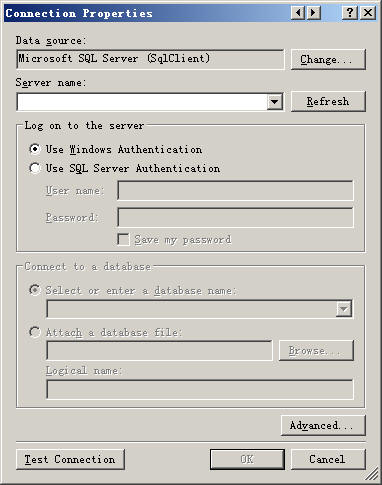 Connection Properties
Data source:
Microsoft SQL Server (SqlClient)
Change...
Server name:
Refresh
Log on to the server
Use Windows Authentication
Use SQL Server Authentication
User name:
Password:
Save my password
Connect to a database
Select or enter a database name:
Attach a database file:
Browse...
Logical name:
Advanced...
Test Connection
OK
Cancel